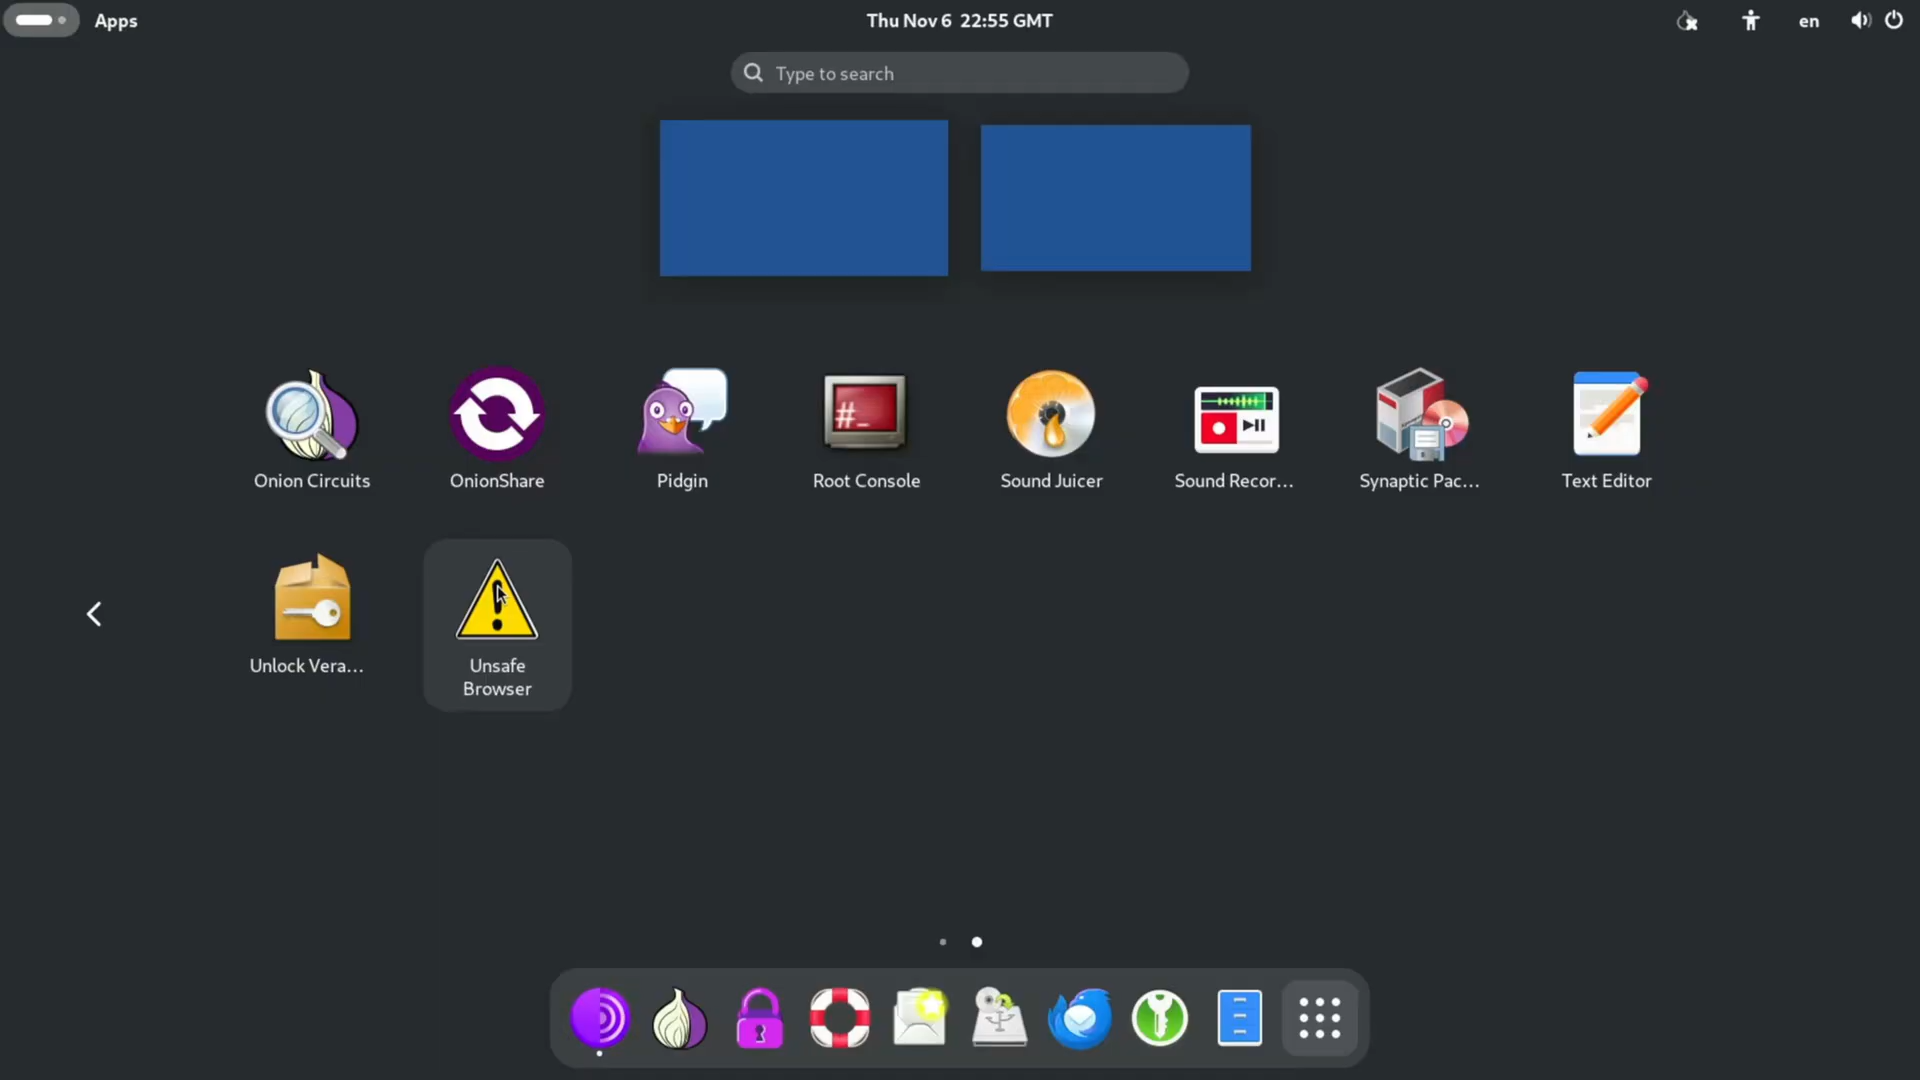 Apps
Thu Nov 6 22:55 GMT
en
Type to search
#_
Onion Circuits
OnionShare
Pidgin
Root Console
Sound Juicer
Sound Recor...
Synaptic Pac...
Text Editor
Unlock Vera...
Unsafe
Browser